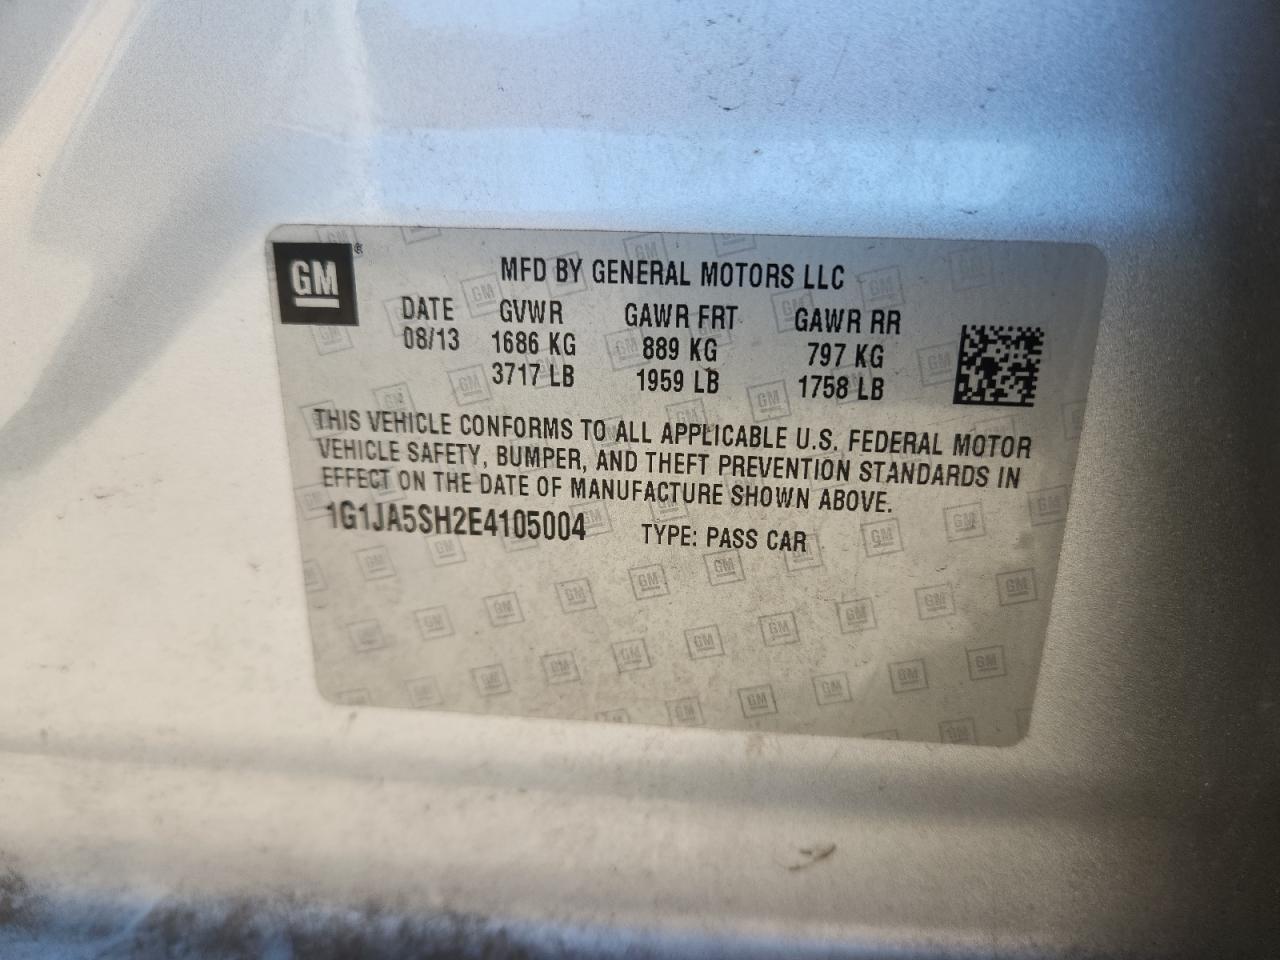 GM ®
MFD BY GENERAL MOTORS LLC
DATE GVWR GAWR FRT GAWR RR
08/13 1686 KG 889 KG 797 KG
3717 LB 1959 LB 1758 LB
THIS VEHICLE CONFORMS TO ALL APPLICABLE U.S. FEDERAL MOTOR
VEHICLE SAFETY, BUMPER, AND THEFT PREVENTION STANDARDS IN
EFFECT ON THE DATE OF MANUFACTURE SHOWN ABOVE.
1G1JA5SH2E4105004 TYPE: PASS CAR